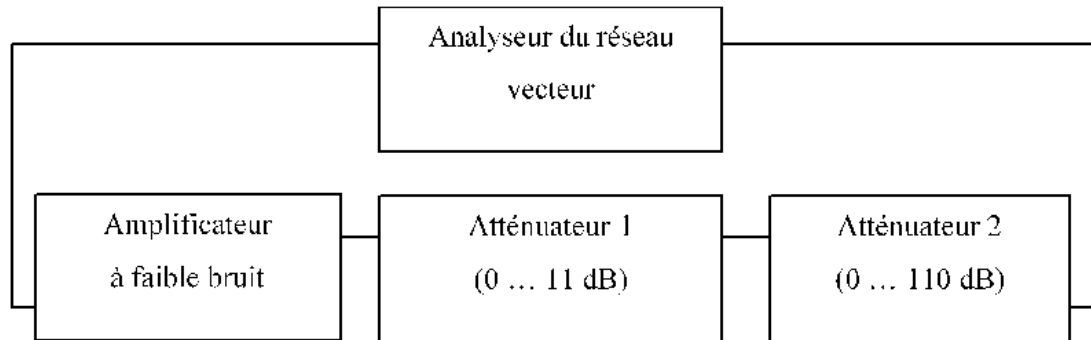 Analyseur du réseau
vecteur
Amplificateur
à faible bruit
Atténuateur 1
(0 … 11 dB)
Atténuateur 2
(0 … 110 dB)